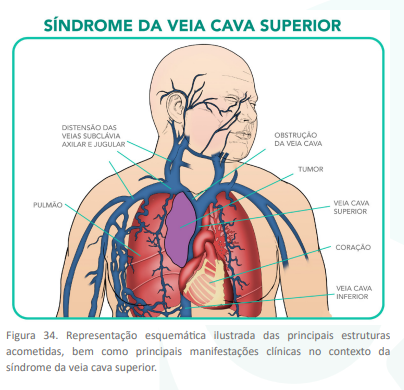 SÍNDROME DA VEIA CAVA SUPERIOR
DISTENSÃO DAS
VEIAS SUBCLÁVIA
AXILAR E JUGULAR
OBSTRUÇÃO
DA VEIA CAVA
TUMOR
PULMÃO
VEIA CAVA
SUPERIOR
CORAÇÃO
VEIA CAVA
INFERIOR
Figura 34. Representação esquemática ilustrada das principais estruturas
acometidas, bem como principais manifestações clínicas no contexto da
síndrome da veia cava superior.